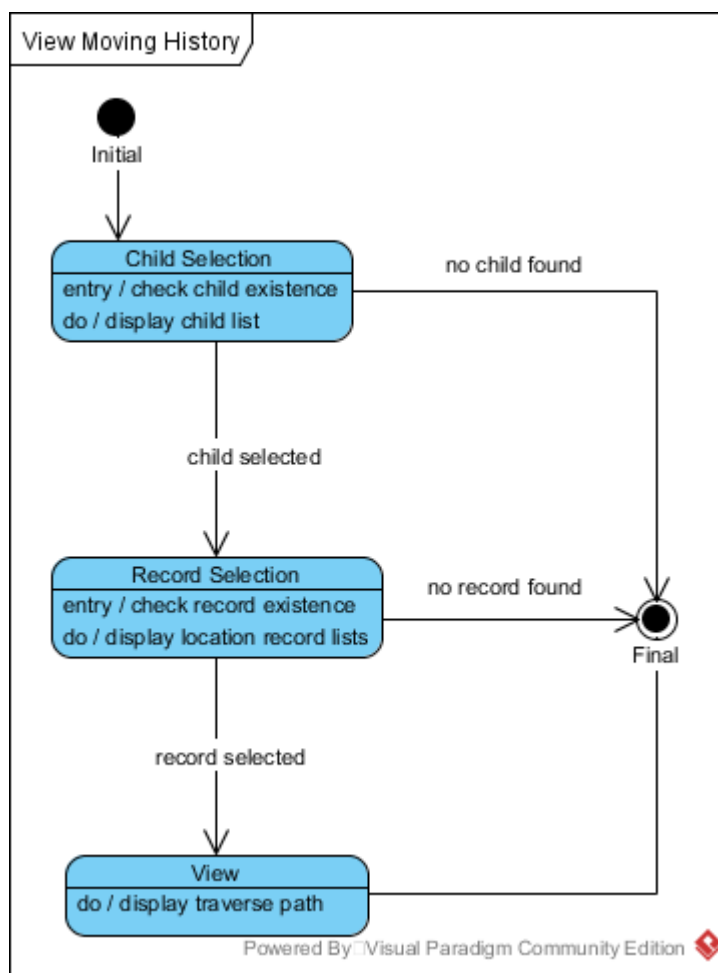 View Moving History
Initial
Child Selection
entry / check child existence
do / display child list
no child found
child selected
Record Selection
entry / check record existence
do / display location record lists
no record found
Final
record selected
View
do / display traverse path
Powered By Visual Paradigm Community Edition